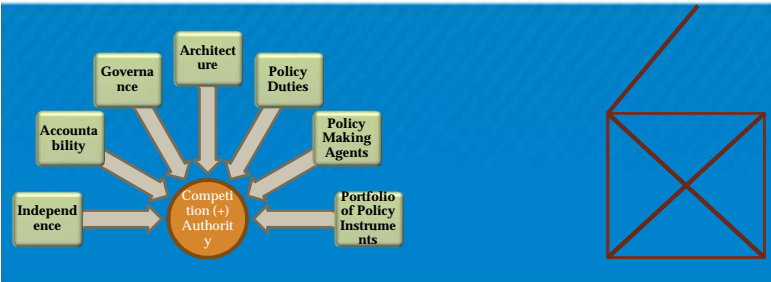 Architect
ure
Governa
nce
Policy
Duties
Accounta
bility
Policy
Making
Agents
Independ
ence
Competi
tion (+)
Authorit
y
Portfolio
of Policy
Instrume
nts